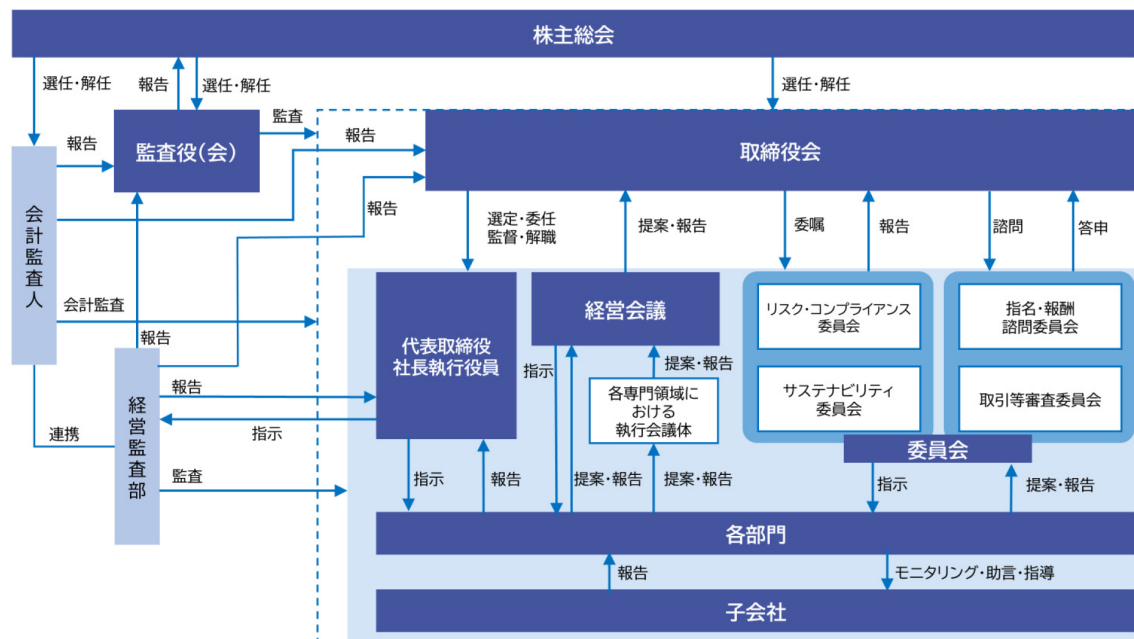 株主総会
選任・解任
報告
選任・解任
選任・解任
監査役(会)
監査
報告
取締役会
報告
報告
会計監査人
選定・委任
監督・解職
提案・報告
委嘱
報告
諮問
答申
会計監査
報告
代表取締役
社長執行役員
経営会議
リスク・コンプライアンス
委員会
指名・報酬
諮問委員会
指示
提案・報告
各専門領域に
おける
執行会議体
サステナビリティ
委員会
取引等審査委員会
経営監査部
報告
指示
連携
委員会
監査
指示
報告
提案・報告
提案・報告
指示
提案・報告
各部門
報告
モニタリング・助言・指導
子会社